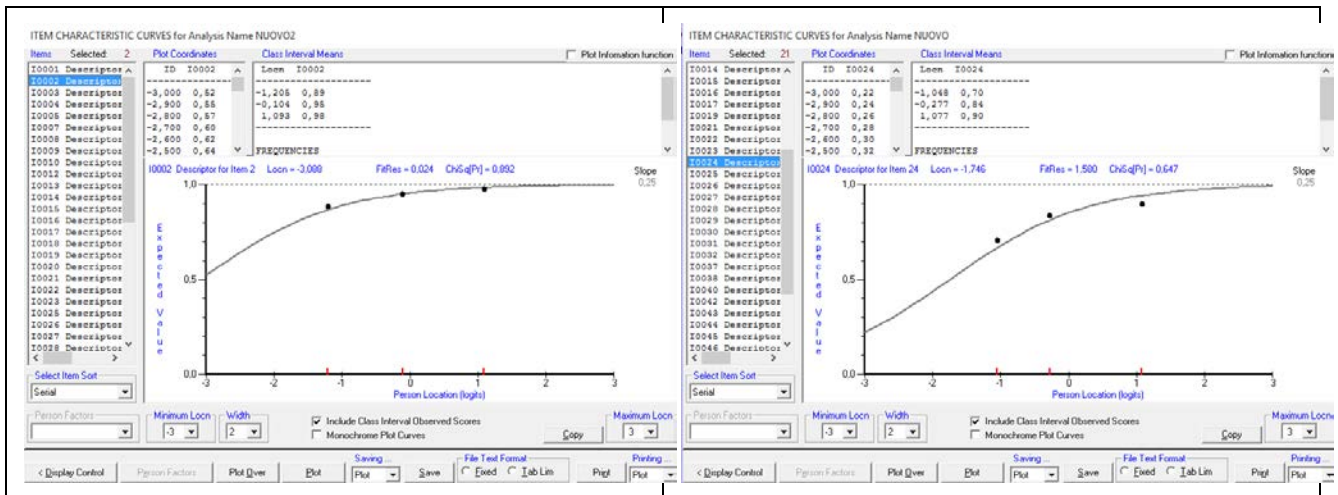 ITEM CHARACTERISTIC CURVES for Analysis Name NUOVO2
Items Selected: 2 Plot Coordinates Class Interval Means Plot Infomation function
I0001 Descriptor
I0002 Descriptor
I0003 Descriptor
I0004 Descriptor
I0005 Descriptor
I0007 Descriptor
I0008 Descriptor
I0009 Descriptor
I0010 Descriptor
I0012 Descriptor
I0013 Descriptor
I0014 Descriptor
I0015 Descriptor
I0016 Descriptor
I0017 Descriptor
I0018 Descriptor
I0019 Descriptor
I0020 Descriptor
I0021 Descriptor
I0022 Descriptor
I0023 Descriptor
I0025 Descriptor
I0026 Descriptor
I0027 Descriptor
I0028 Descriptor
ID I0002
-3,000 0,52
-2,900 0,55
-2,800 0,57
-2,700 0,60
-2,600 0,62
-2,500 0,64
Locn I0002
-1,205 0,89
-0,104 0,95
1,093 0,98
FREQUENCIES
I0002 Descriptor for Item 2 Locn = -3,088 FitRes = 0,024 ChiSq[Pr] = 0,892 Slope
0,25
1,0
0,5
0,0
Expected Value
-3 -2 -1 0 1 2 3
Person Location (logits)
Select Item Sort
Serial
Person Factors
Minimum Locn Width Maximum Locn
-3 2 3
Include Class Interval Observed Scores
Monochrome Plot Curves
Copy
Saving ... File Text Format Printing ...
< Display Control Person Factors Plot Over Plot Plot Save Fixed Tab Lim Print Plot
ITEM CHARACTERISTIC CURVES for Analysis Name NUOVO
Items Selected: 21 Plot Coordinates Class Interval Means Plot Infomation functions
I0014 Descriptor
I0015 Descriptor
I0016 Descriptor
I0017 Descriptor
I0019 Descriptor
I0021 Descriptor
I0022 Descriptor
I0023 Descriptor
I0024 Descriptor
I0025 Descriptor
I0026 Descriptor
I0027 Descriptor
I0028 Descriptor
I0029 Descriptor
I0030 Descriptor
I0031 Descriptor
I0032 Descriptor
I0037 Descriptor
I0038 Descriptor
I0040 Descriptor
I0042 Descriptor
I0043 Descriptor
I0044 Descriptor
I0045 Descriptor
I0046 Descriptor
ID I0024
-3,000 0,22
-2,900 0,24
-2,800 0,26
-2,700 0,28
-2,600 0,30
-2,500 0,32
Locn I0024
-1,048 0,70
-0,277 0,84
1,077 0,90
FREQUENCIES
I0024 Descriptor for Item 24 Locn = -1,746 FitRes = 1,500 ChiSq[Pr] = 0,647 Slope
0,25
1,0
0,5
0,0
Expected Value
-3 -2 -1 0 1 2 3
Person Location (logits)
Select Item Sort
Serial
Person Factors
Minimum Locn Width Maximum Locn
-3 2 3
Include Class Interval Observed Scores
Monochrome Plot Curves
Copy
Saving ... File Text Format Printing ...
< Display Control Person Factors Plot Over Plot Plot Save Fixed Tab Lim Print Plot